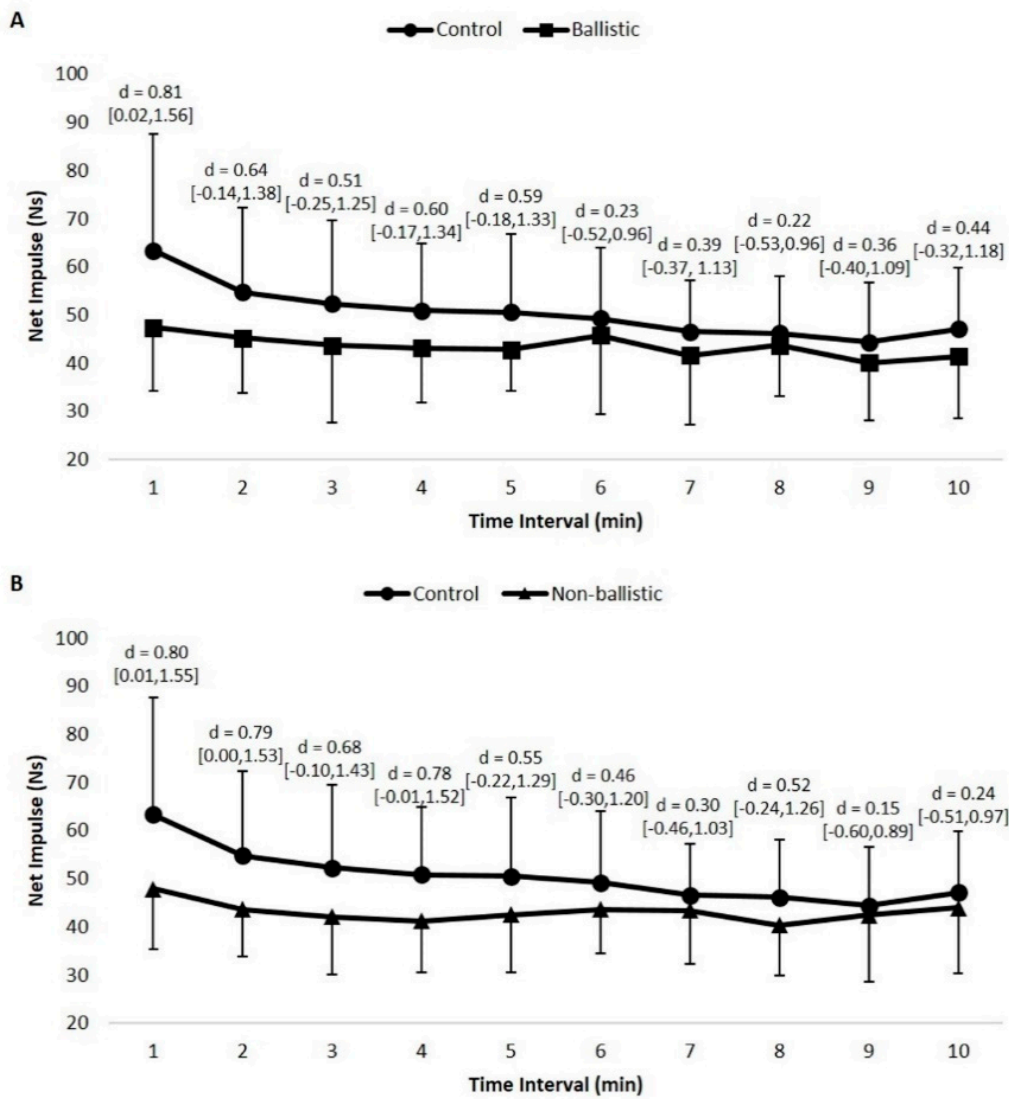 A
Control Ballistic
Net Impulse (Ns)
100
90
80
70
60
50
40
30
20
d = 0.81
[0.02,1.56]
d = 0.64
[-0.14,1.38]
d = 0.51
[-0.25,1.25]
d = 0.60
[-0.17,1.34]
d = 0.59
[-0.18,1.33]
d = 0.23
[-0.52,0.96]
d = 0.39
[-0.37, 1.13]
d = 0.22
[-0.53,0.96]
d = 0.36
[-0.40,1.09]
d = 0.44
[-0.32,1.18]
1 2 3 4 5 6 7 8 9 10
Time Interval (min)
B
Control Non-ballistic
Net Impulse (Ns)
100
90
80
70
60
50
40
30
20
d = 0.80
[0.01,1.55]
d = 0.79
[0.00,1.53]
d = 0.68
[-0.10,1.43]
d = 0.78
[-0.01,1.52]
d = 0.55
[-0.22,1.29]
d = 0.46
[-0.30,1.20]
d = 0.30
[-0.46,1.03]
d = 0.52
[-0.24,1.26]
d = 0.15
[-0.60,0.89]
d = 0.24
[-0.51,0.97]
1 2 3 4 5 6 7 8 9 10
Time Interval (min)